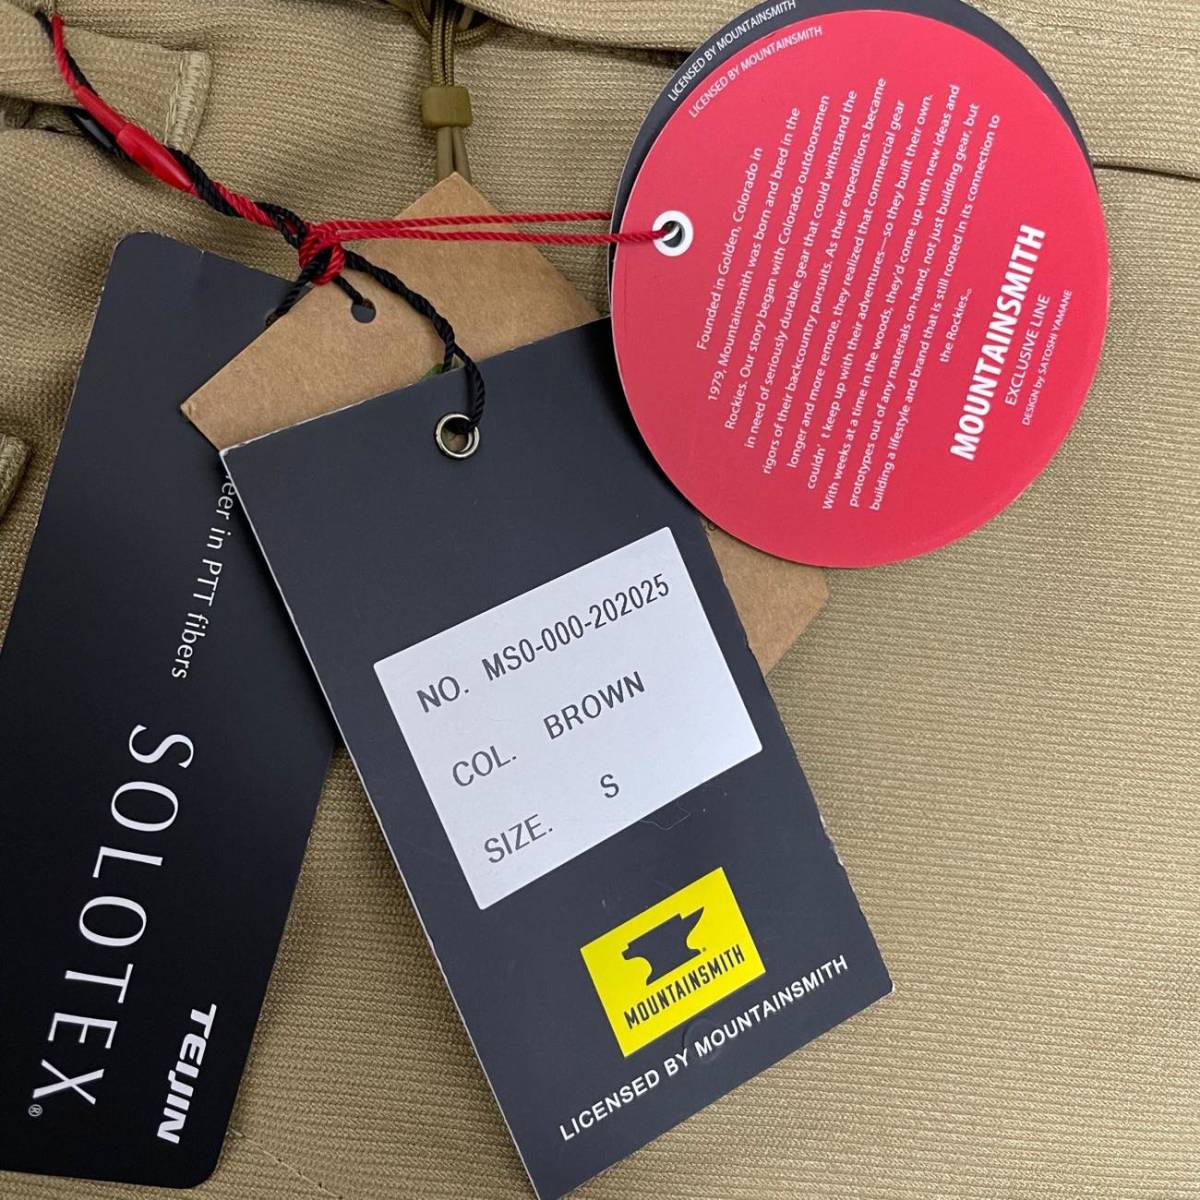 LICENSED BY MOUNTAINSMITH
LICENSED BY MOUNTAINSMITH
Founded in Golden, Colorado in
1979, Mountainsmith was born and bred in the
Rockies. Our story began with Colorado outdoorsmen
in need of seriously durable gear that could withstand the
rigors of their backcountry pursuits. As their expeditions became
longer and more remote, they realized that commercial gear
couldn' t keep up with their adventures—so they built their own.
With weeks at a time in the woods, they'd come up with new ideas and
prototypes out of any materials on-hand, not just building gear, but
building a lifestyle and brand that is still rooted in its connection to
the Rockies.
MOUNTAINSMITH
EXCLUSIVE LINE
DESIGN by SATOSHI YAMANE
NO. MS0-000-202025
COL. BROWN
SIZE. S
MOUNTAINSMITH
LICENSED BY MOUNTAINSMITH
in PTT fibers
SOLOTEX®
TEIJIN